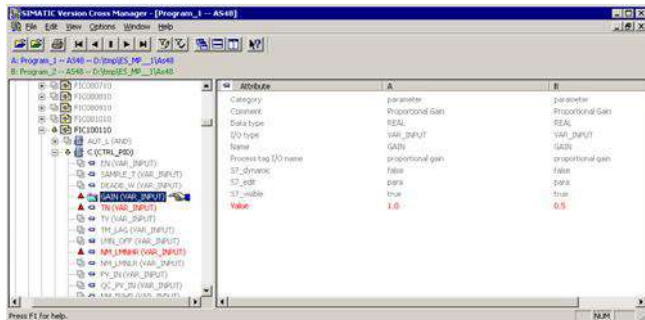 SIMATIC Version Cross Manager - [Program_1 -- AS48]
File Edit View Options Window Help
A: Program_1 -- AS48 -- D:\tmp\ES_MP__1\As48
B: Program_2 -- AS48 -- D:\tmp\ES_MP__1\As48
FIC080710
FIC080810
FIC080910
FIC081010
FIC100110
AUT_L (AND)
C (CTRL_PID)
EN (VAR_INPUT)
SAMPLE_T (VAR_INPUT)
DEADB_W (VAR_INPUT)
GAIN (VAR_INPUT)
TN (VAR_INPUT)
TV (VAR_INPUT)
TM_LAG (VAR_INPUT)
LMN_OFF (VAR_INPUT)
NM_LMNHR (VAR_INPUT)
NM_LMNLR (VAR_INPUT)
PV_IN (VAR_INPUT)
QC_PV_IN (VAR_INPUT)
Attribute A B
Category parameter parameter
Comment Proportional Gain Proportional Gain
Data type REAL REAL
I/O type VAR_INPUT VAR_INPUT
Name GAIN GAIN
Process tag I/O name proportional gain proportional gain
S7_dynamic false false
S7_edit para para
S7_visible true true
Value 1.0 0.5
Press F1 for help. NUM